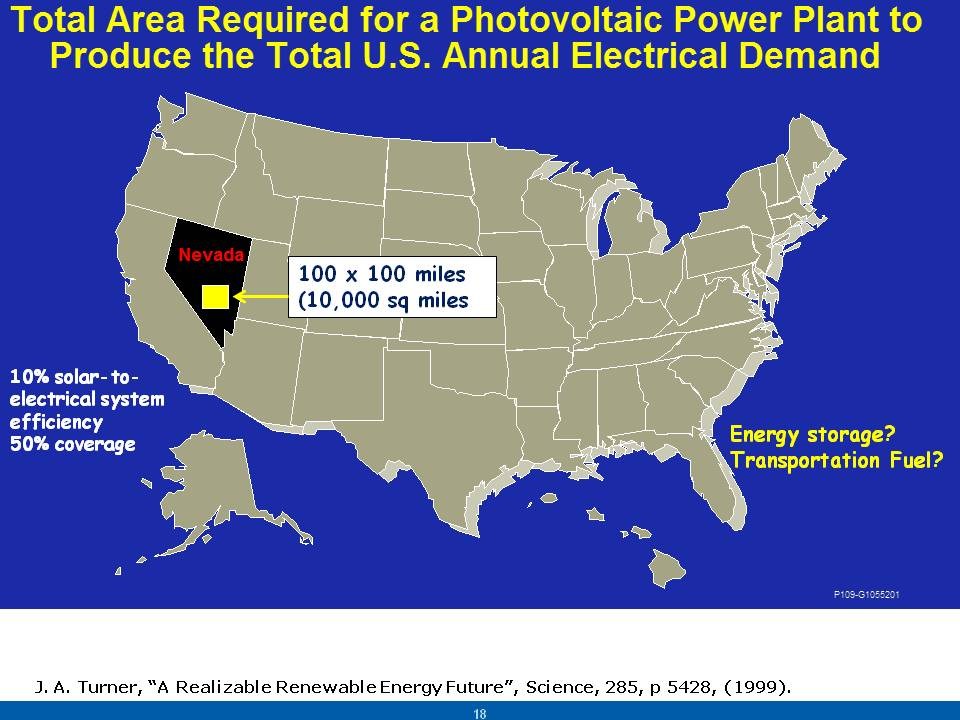 Total Area Required for a Photovoltaic Power Plant to
Produce the Total U.S. Annual Electrical Demand
Nevada
100 x 100 miles
(10,000 sq miles
10% solar-to-
electrical system
efficiency
50% coverage
Energy storage?
Transportation Fuel?
P109-G1055201
J. A. Turner, “A Realizable Renewable Energy Future”, Science, 285, p 5428, (1999).
18